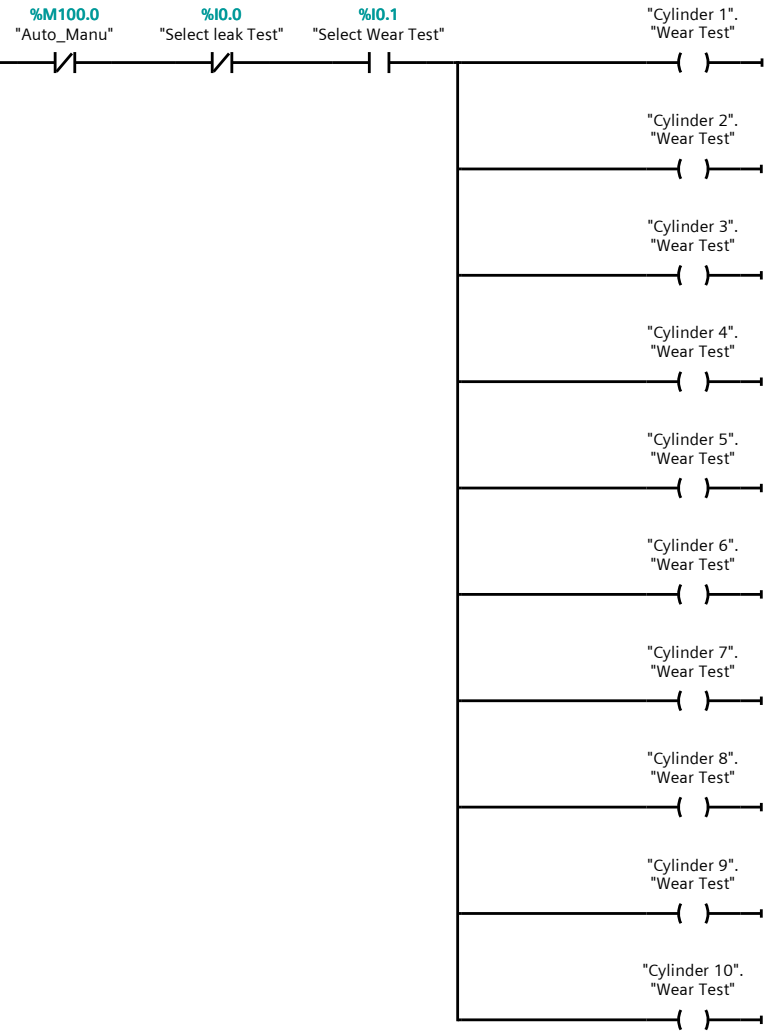 %M100.0
"Auto_Manu"
%I0.0
"Select leak Test"
%I0.1
"Select Wear Test"
"Cylinder 1".
"Wear Test"
"Cylinder 2".
"Wear Test"
"Cylinder 3".
"Wear Test"
"Cylinder 4".
"Wear Test"
"Cylinder 5".
"Wear Test"
"Cylinder 6".
"Wear Test"
"Cylinder 7".
"Wear Test"
"Cylinder 8".
"Wear Test"
"Cylinder 9".
"Wear Test"
"Cylinder 10".
"Wear Test"